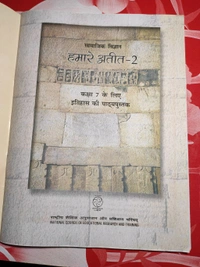 सामाजिक विज्ञान
हमारे अतीत-2
कक्षा 7 के लिए
इतिहास की पाठ्यपुस्तक
राष्ट्रीय शैक्षिक अनुसंधान और प्रशिक्षण परिषद्
NATIONAL COUNCIL OF EDUCATIONAL RESEARCH AND TRAINING